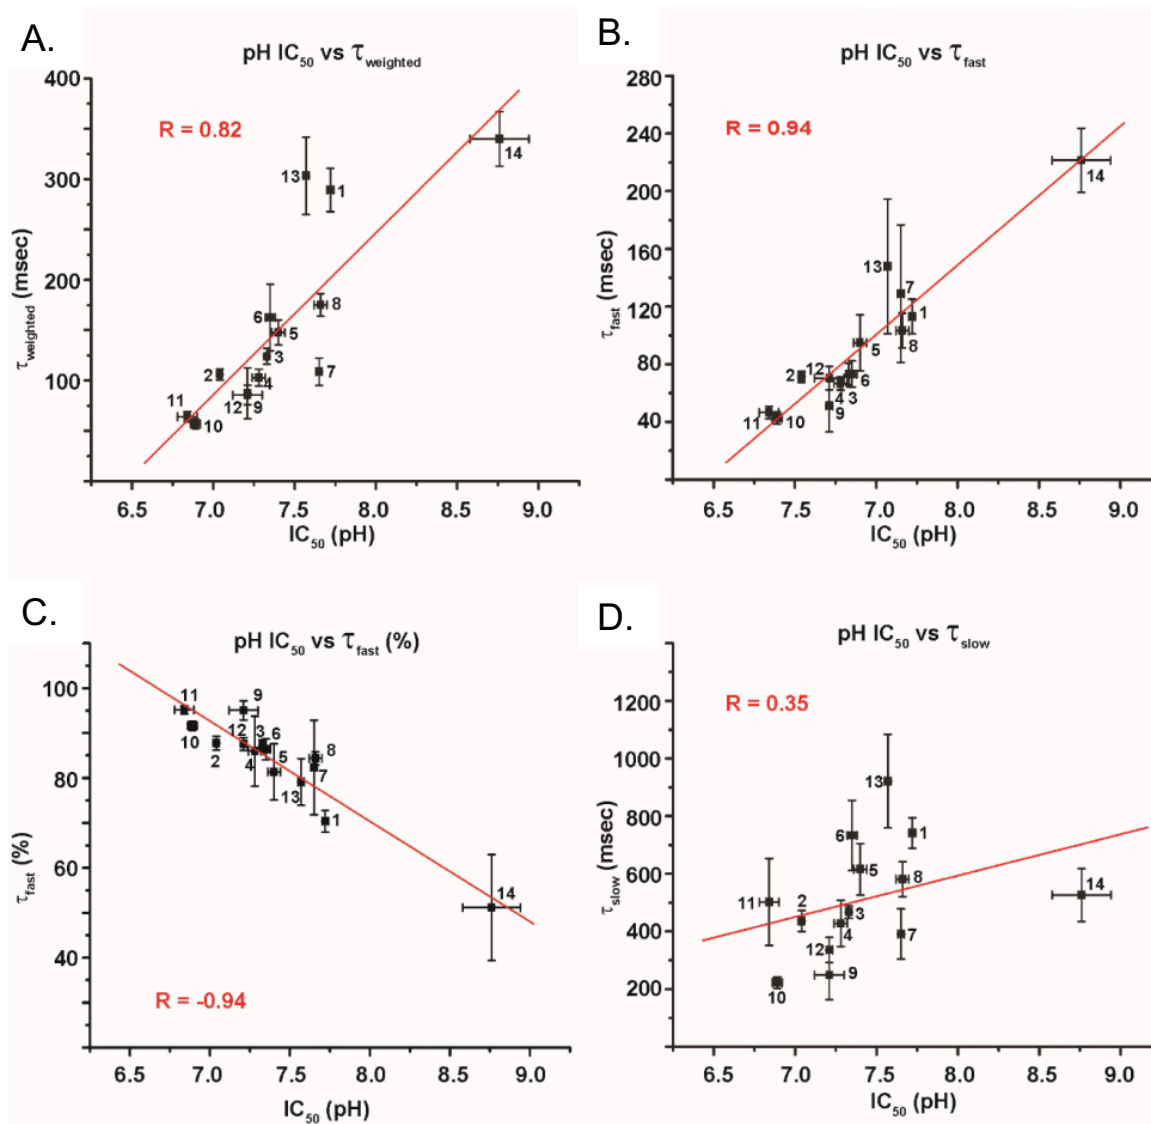 A.
pH IC50 vs τweighted
400
300
200
100
τweighted (msec)
R = 0.82
13
1
14
8
6
5
3
2
4
7
12 9
11
10
6.5 7.0 7.5 8.0 8.5 9.0
IC50 (pH)
B.
pH IC50 vs τfast
280
240
200
160
120
80
40
τfast (msec)
R = 0.94
14
13
7
1
8
5
12
2
6
4 3
9
11 10
6.5 7.5 7.5 8.0 8.5 9.0
IC50 (pH)
C.
pH IC50 vs τfast (%)
100
80
60
40
τfast (%)
11
9
10
12 3 6
2
4
5
8
7
13
1
14
R = -0.94
6.5 7.0 7.5 8.0 8.5 9.0
IC50 (pH)
D.
pH IC50 vs τslow
1200
1000
800
600
400
200
τslow (msec)
R = 0.35
13
6
1
5
8
14
11
2
3
4
7
12
9
10
6.5 7.0 7.5 8.0 8.5 9.0
IC50 (pH)